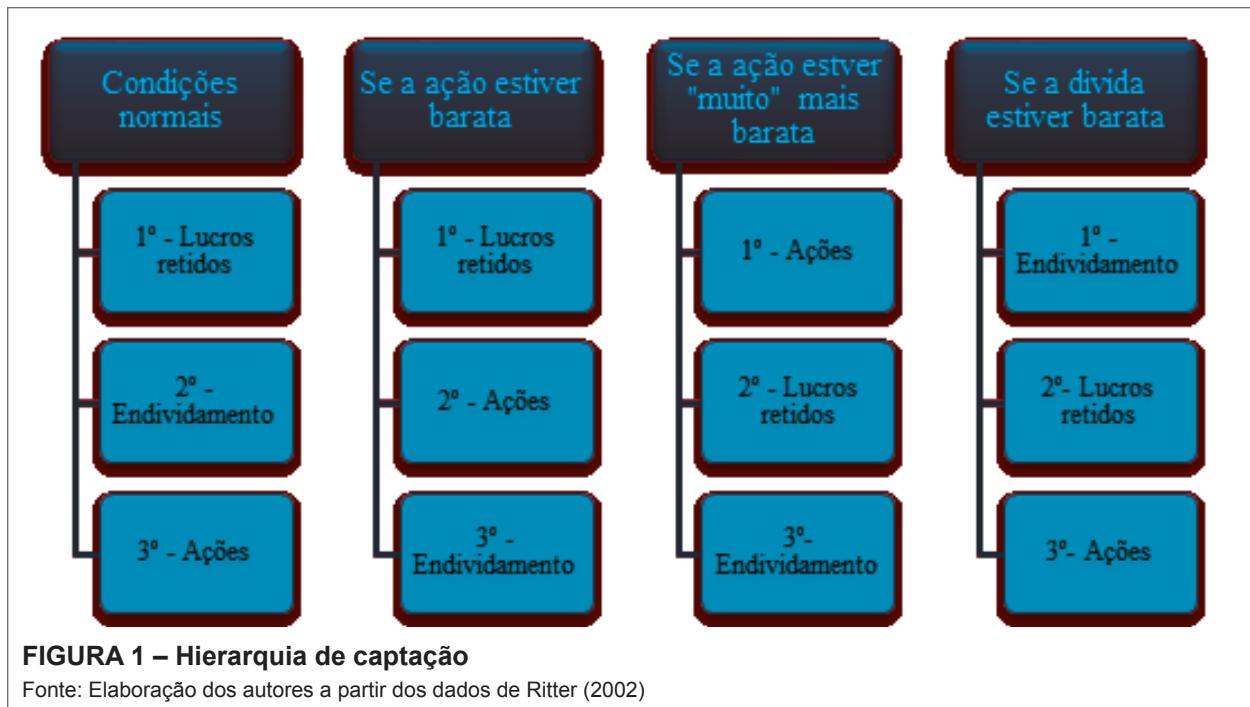 Condições
normais
1º - Lucros
retidos
2º -
Endividamento
3º - Ações
Se a ação estiver
barata
1º - Lucros
retidos
2º - Ações
3º -
Endividamento
Se a ação estver
"muito" mais
barata
1º - Ações
2º - Lucros
retidos
3º-
Endividamento
Se a divida
estiver barata
1º -
Endividamento
2º- Lucros
retidos
3º- Ações
FIGURA 1 – Hierarquia de captação
Fonte: Elaboração dos autores a partir dos dados de Ritter (2002)